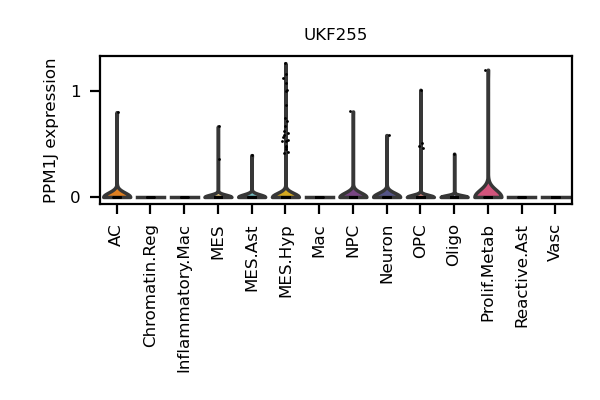 UKF255
PPM1J expression
1
0
AC
Chromatin.Reg
Inflammatory.Mac
MES
MES.Ast
MES.Hyp
Mac
NPC
Neuron
OPC
Oligo
Prolif.Metab
Reactive.Ast
Vasc